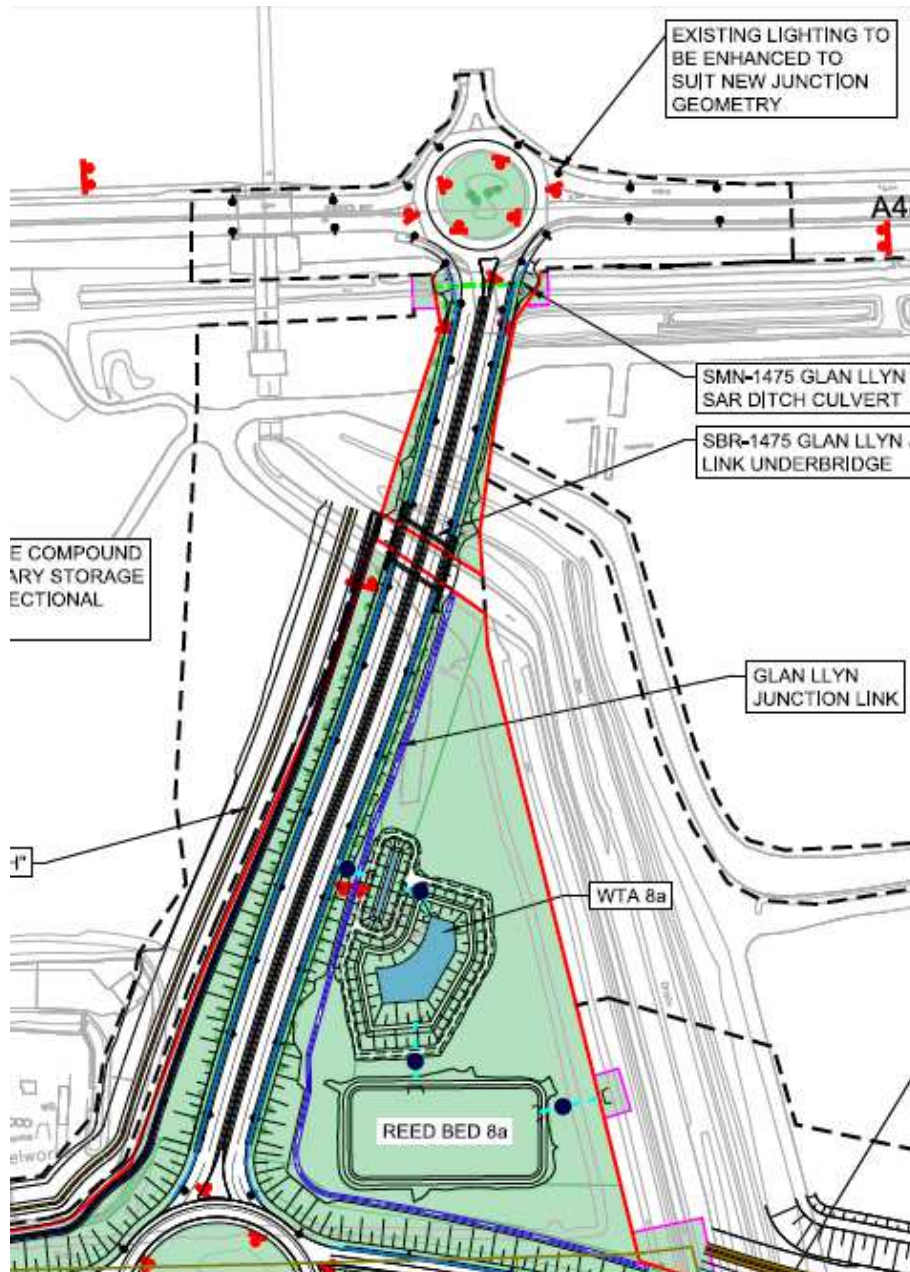 EXISTING LIGHTING TO
BE ENHANCED TO
SUIT NEW JUNCTION
GEOMETRY
A4
SMN-1475 GLAN LLYN
SAR DITCH CULVERT
SBR-1475 GLAN LLYN
LINK UNDERBRIDGE
E COMPOUND
ARY STORAGE
ECTIONAL
GLAN LLYN
JUNCTION LINK
WTA 8a
REED BED 8a
elwor